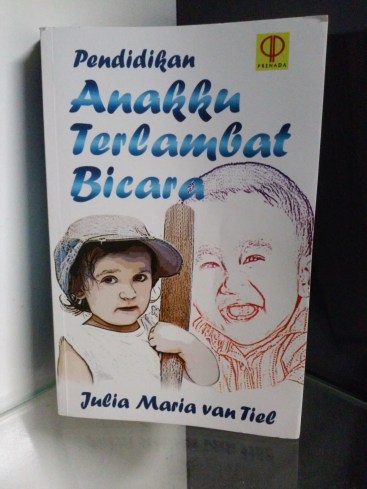 Pendidikan
PRENADA
Anakku
Terlambat
Bicara
Julia Maria van Tiel